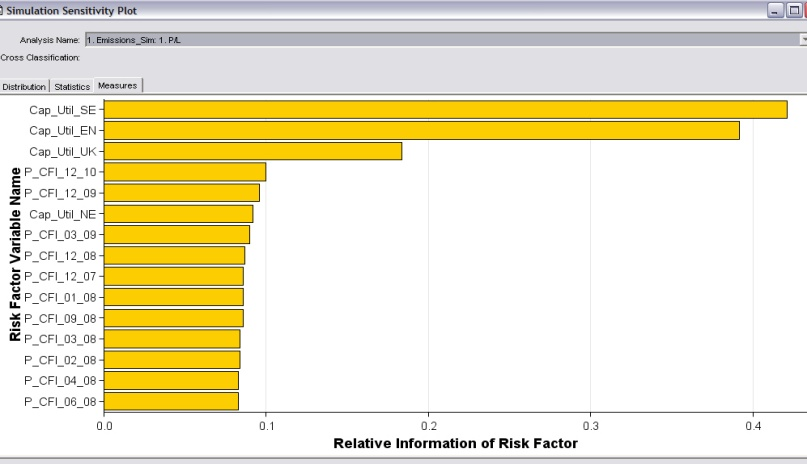 Simulation Sensitivity Plot
Analysis Name: 1. Emissions_Sim: 1. P/L
Cross Classification:
Distribution Statistics Measures
Risk Factor Variable Name
Cap_Util_SE
Cap_Util_EN
Cap_Util_UK
P_CFI_12_10
P_CFI_12_09
Cap_Util_NE
P_CFI_03_09
P_CFI_12_08
P_CFI_12_07
P_CFI_01_08
P_CFI_09_08
P_CFI_03_08
P_CFI_02_08
P_CFI_04_08
P_CFI_06_08
0.0 0.1 0.2 0.3 0.4
Relative Information of Risk Factor